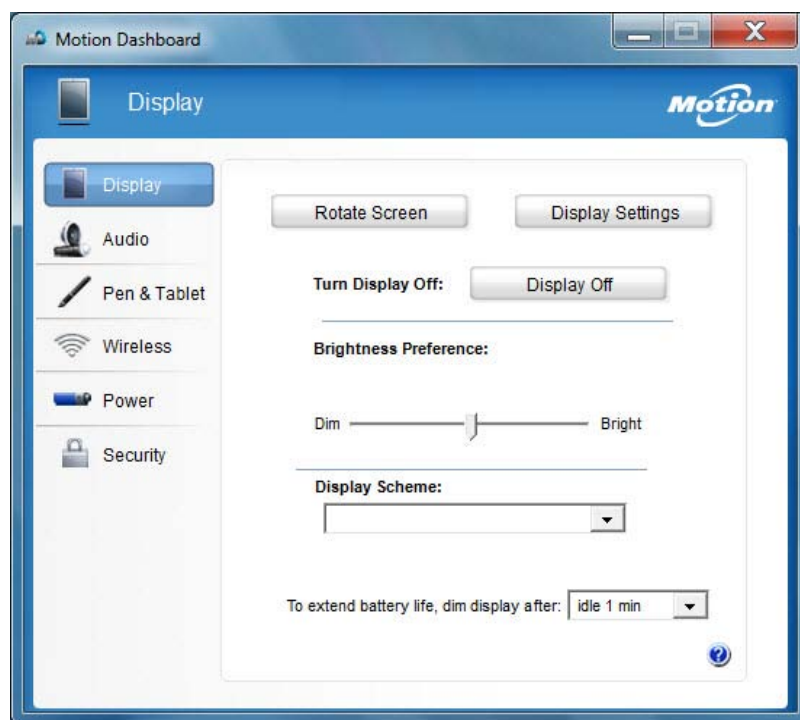 Motion Dashboard
Display
Motion
Display
Audio
Pen & Tablet
Wireless
Power
Security
Rotate Screen
Display Settings
Turn Display Off:
Display Off
Brightness Preference:
Dim
Bright
Display Scheme:
To extend battery life, dim display after: idle 1 min
?